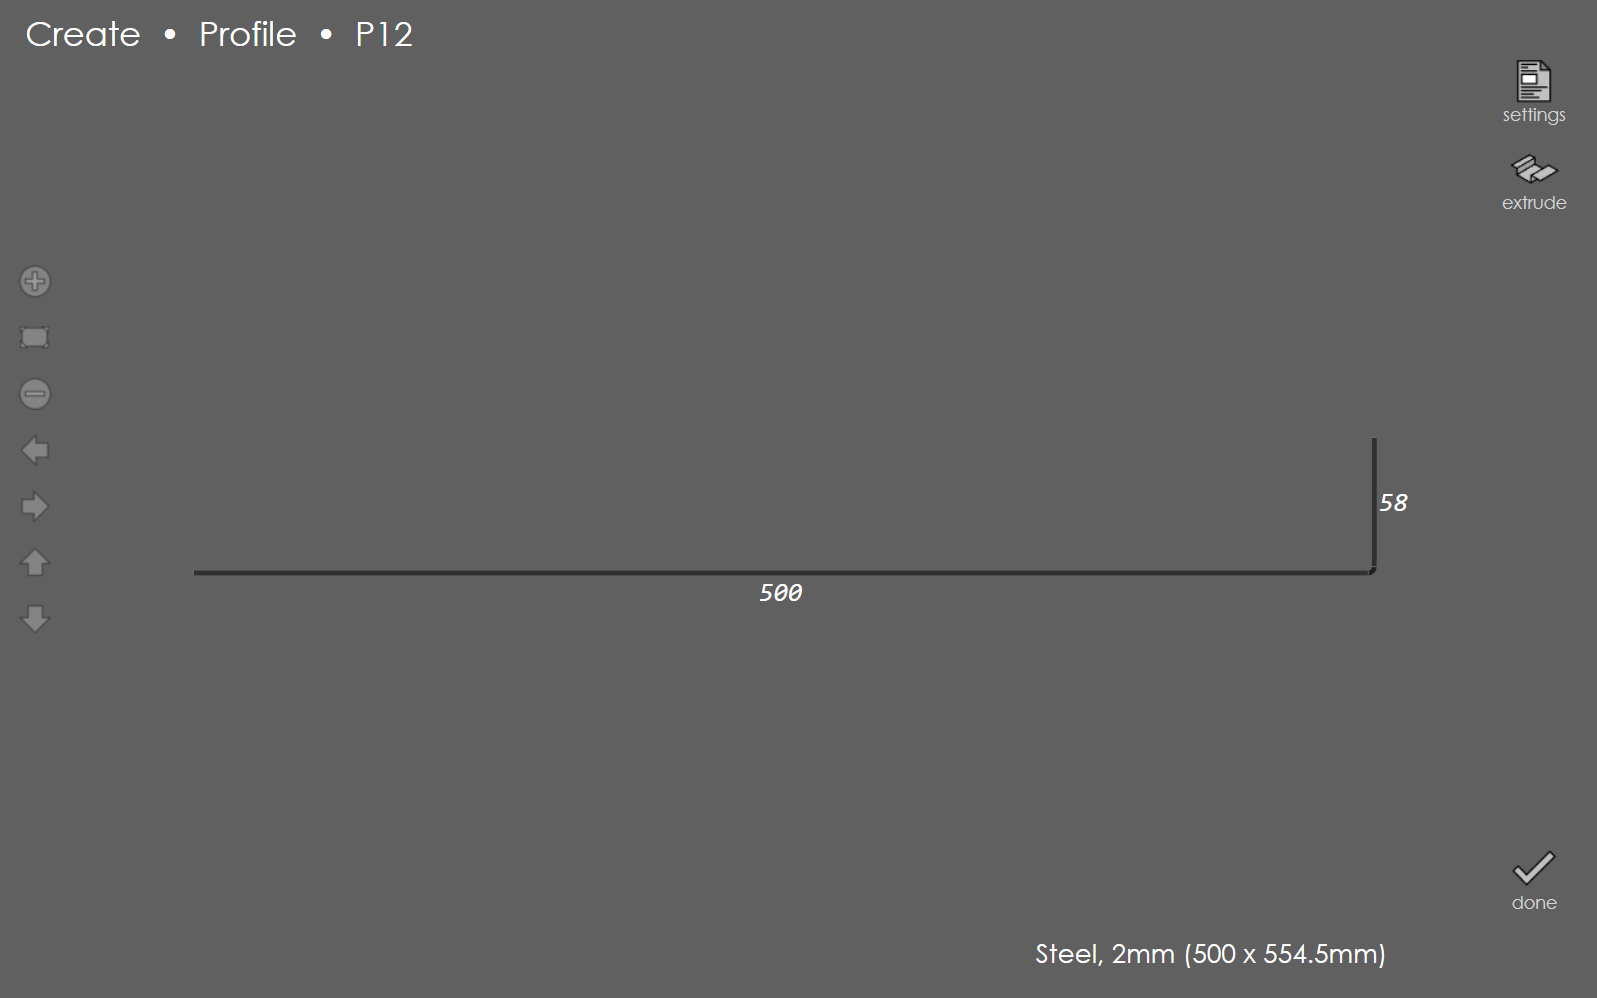 Create • Profile • P12
settings
extrude
58
500
done
Steel, 2mm (500 x 554.5mm)